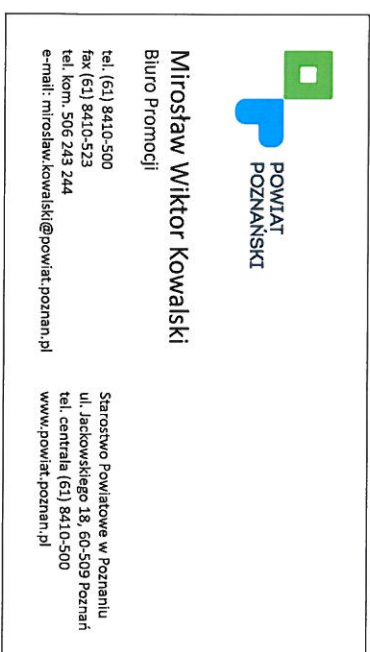 POWIAT
POZNAŃSKI
Mirosław Wiktor Kowalski
Biuro Promocji
tel. (61) 8410-500
fax (61) 8410-523
tel. kom. 506 243 244
e-mail: miroslaw.kowalski@powiat.poznan.pl
Starostwo Powiatowe w Poznaniu
ul. Jackowskiego 18, 60-509 Poznań
tel. centrala (61) 8410-500
www.powiat.poznan.pl